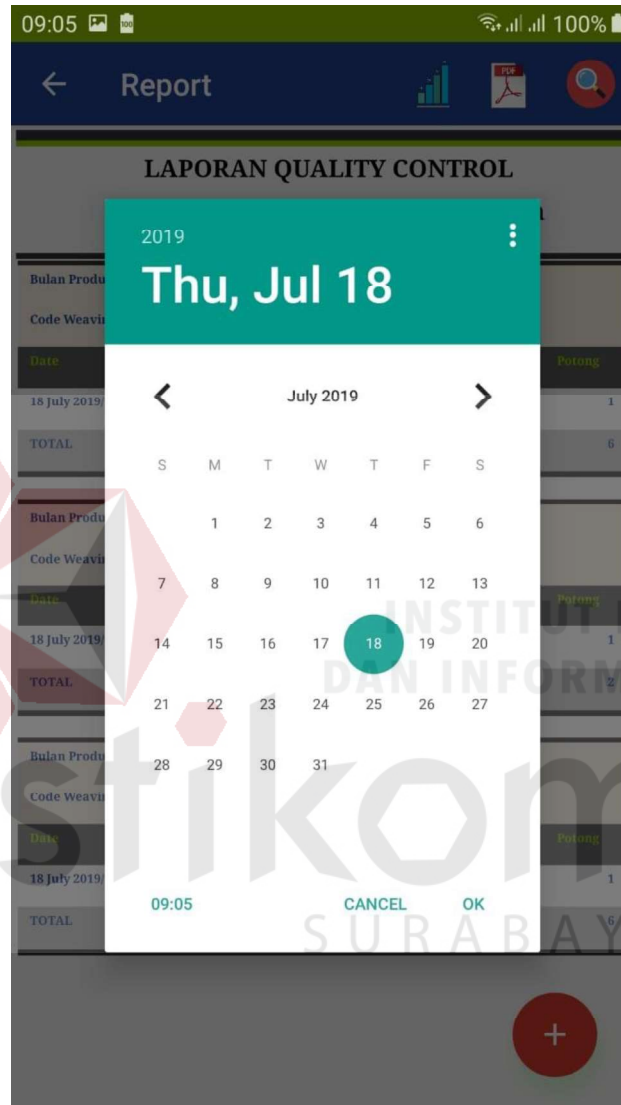 09:05 100%
Report
PDF
LAPORAN QUALITY CONTROL
2019
Thu, Jul 18
Bulan Produ
Code Weavin
Date Potong
18 July 2019/ 1
TOTAL 6
July 2019
S M T W T F S
1 2 3 4 5 6
7 8 9 10 11 12 13
14 15 16 17 18 19 20
21 22 23 24 25 26 27
28 29 30 31
09:05 CANCEL OK
Bulan Produ
Code Weavin
Date Potong
18 July 2019/ 1
TOTAL 2
Bulan Produ
Code Weavin
Date Potong
18 July 2019/ 1
TOTAL 6
+
INSTITUT
DAN INFORM
stikom
SURABAY